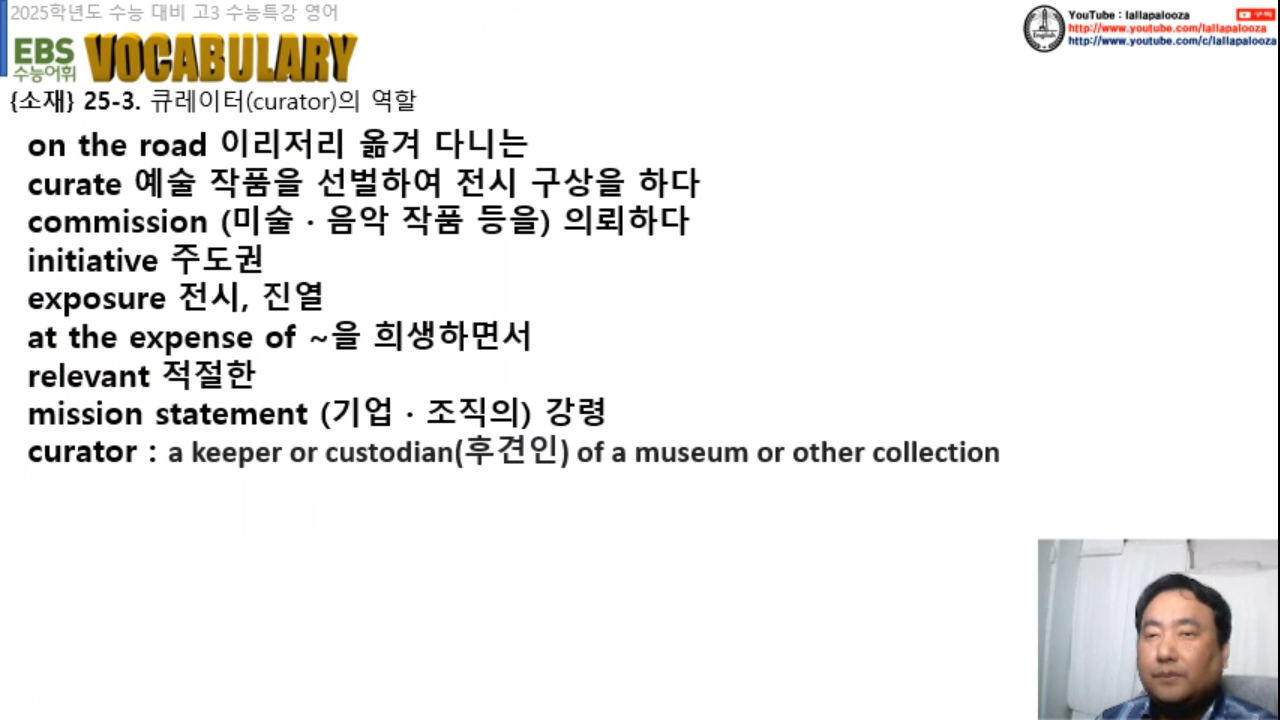 2025학년도 수능 대비 고3 수능특강 영어
EBS 수능어휘 VOCABULARY
{소재} 25-3. 큐레이터(curator)의 역할
on the road 이리저리 옮겨 다니는
curate 예술 작품을 선별하여 전시 구상을 하다
commission (미술 · 음악 작품 등을) 의뢰하다
initiative 주도권
exposure 전시, 진열
at the expense of ~을 희생하면서
relevant 적절한
mission statement (기업 · 조직의) 강령
curator : a keeper or custodian(후견인) of a museum or other collection
YouTube : lallapalooza 구독
http://www.youtube.com/lallapalooza
http://www.youtube.com/c/lallapalooza
English